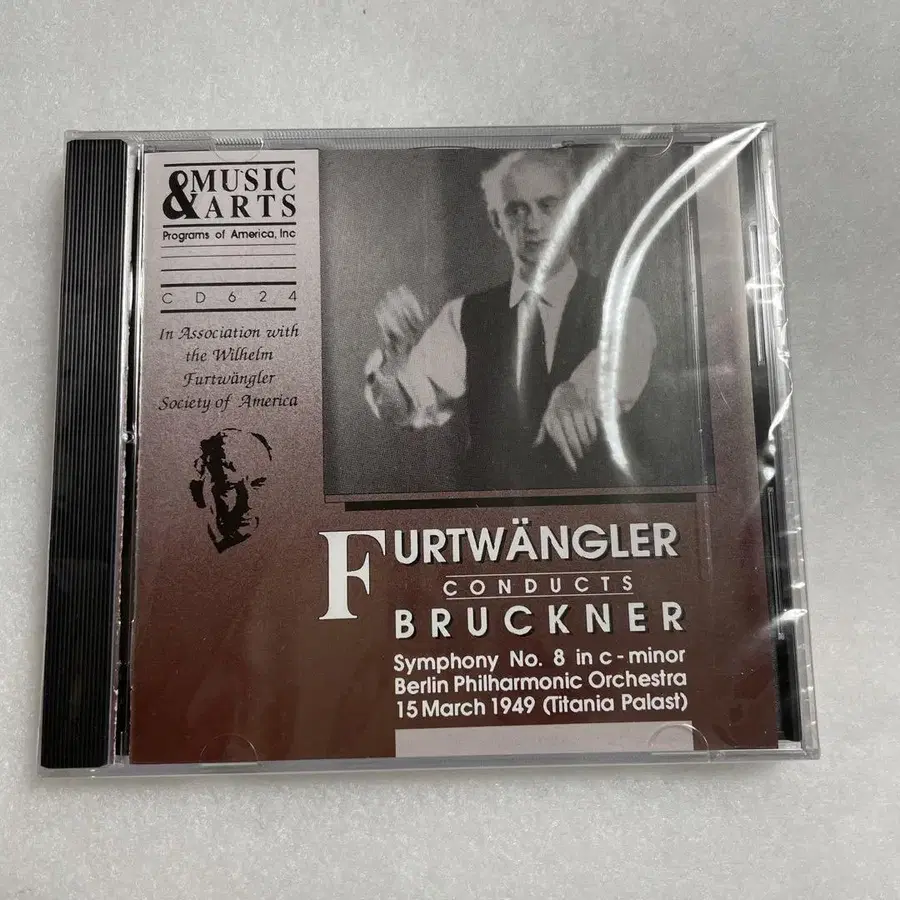 MUSIC
& ARTS
Programs of America, Inc
CD624
In Association with
the Wilhelm
Furtwängler
Society of America
FURTWÄNGLER
CONDUCTS
BRUCKNER
Symphony No. 8 in c-minor
Berlin Philharmonic Orchestra
15 March 1949 (Titania Palast)